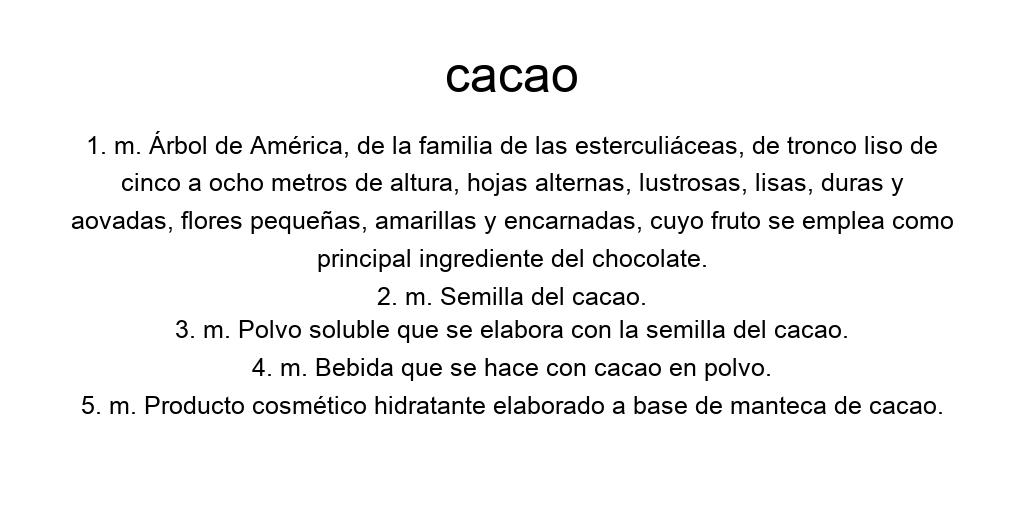 cacao
1. m. Árbol de América, de la familia de las esterculiáceas, de tronco liso de
cinco a ocho metros de altura, hojas alternas, lustrosas, lisas, duras y
aovadas, flores pequeñas, amarillas y encarnadas, cuyo fruto se emplea como
principal ingrediente del chocolate.
2. m. Semilla del cacao.
3. m. Polvo soluble que se elabora con la semilla del cacao.
4. m. Bebida que se hace con cacao en polvo.
5. m. Producto cosmético hidratante elaborado a base de manteca de cacao.